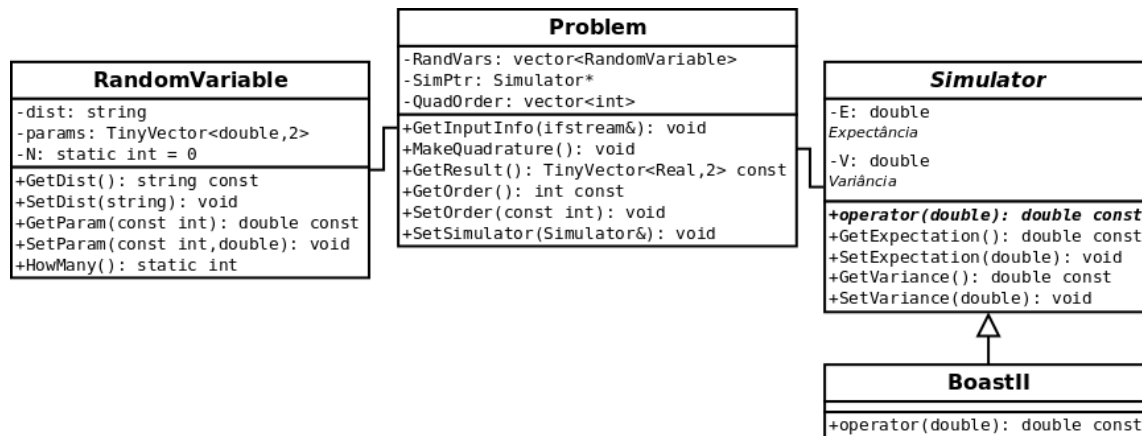 RandomVariable
-dist: string
-params: TinyVector<double,2>
-N: static int = 0
+GetDist(): string const
+SetDist(string): void
+GetParam(const int): double const
+SetParam(const int,double): void
+HowMany(): static int
Problem
-RandVars: vector<RandomVariable>
-SimPtr: Simulator*
-QuadOrder: vector<int>
+GetInputInfo(ifstream&): void
+MakeQuadrature(): void
+GetResult(): TinyVector<Real,2> const
+GetOrder(): int const
+SetOrder(const int): void
+SetSimulator(Simulator&): void
Simulator
-E: double
Expectância
-V: double
Variância
+operator(double): double const
+GetExpectation(): double const
+SetExpectation(double): void
+GetVariance(): double const
+SetVariance(double): void
BoastII
+operator(double): double const